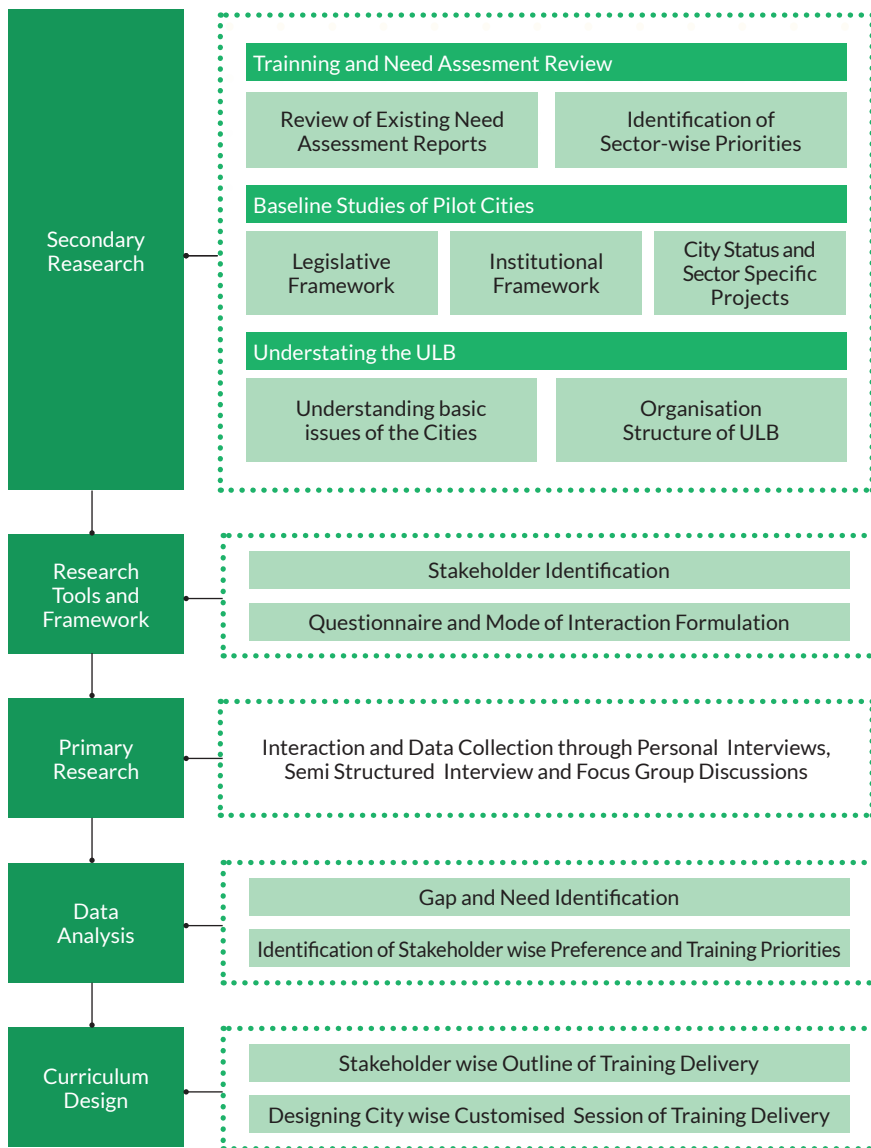 Secondary
Reasearch
Trainning and Need Assesment Review
Review of Existing Need
Assessment Reports
Identification of
Sector-wise Priorities
Baseline Studies of Pilot Cities
Legislative
Framework
Institutional
Framework
City Status and
Sector Specific
Projects
Understating the ULB
Understanding basic
issues of the Cities
Organisation
Structure of ULB
Research
Tools and
Framework
Stakeholder Identification
Questionnaire and Mode of Interaction Formulation
Primary
Research
Interaction and Data Collection through Personal Interviews,
Semi Structured Interview and Focus Group Discussions
Data
Analysis
Gap and Need Identification
Identification of Stakeholder wise Preference and Training Priorities
Curriculum
Design
Stakeholder wise Outline of Training Delivery
Designing City wise Customised Session of Training Delivery